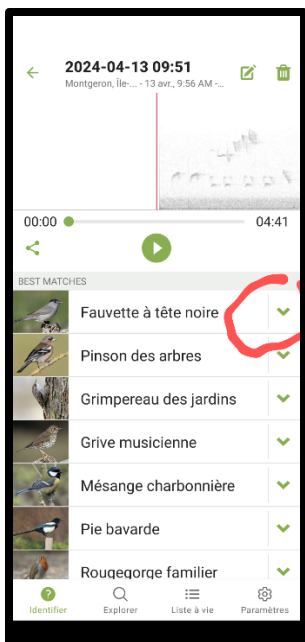 2024-04-13 09:51
Montgeron, Île-... - 13 avr., 9:56 AM -...
00:00
04:41
BEST MATCHES
Fauvette à tête noire
Pinson des arbres
Grimpereau des jardins
Grive musicienne
Mésange charbonnière
Pie bavarde
Rougegorge familier
Identifier
Explorer
Liste à vie
Paramètres